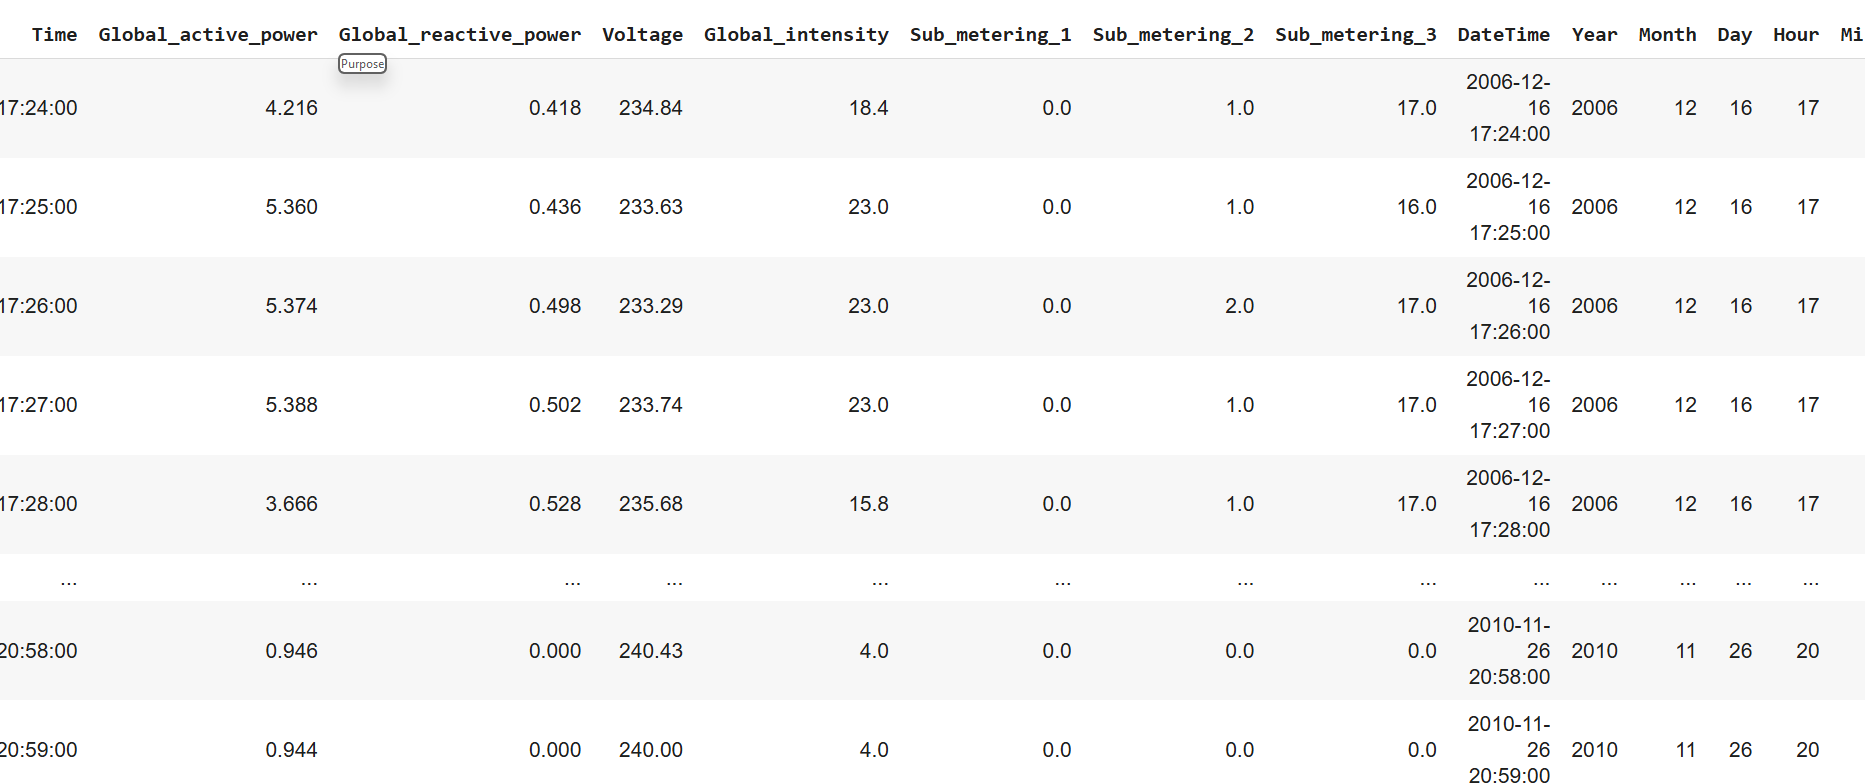 Time Global_active_power Global_reactive_power Voltage Global_intensity Sub_metering_1 Sub_metering_2 Sub_metering_3 DateTime Year Month Day Hour Mi
Purpose
2006-12-
17:24:00 4.216 0.418 234.84 18.4 0.0 1.0 17.0 16 2006 12 16 17
17:24:00
2006-12-
17:25:00 5.360 0.436 233.63 23.0 0.0 1.0 16.0 16 2006 12 16 17
17:25:00
2006-12-
17:26:00 5.374 0.498 233.29 23.0 0.0 2.0 17.0 16 2006 12 16 17
17:26:00
2006-12-
17:27:00 5.388 0.502 233.74 23.0 0.0 1.0 17.0 16 2006 12 16 17
17:27:00
2006-12-
17:28:00 3.666 0.528 235.68 15.8 0.0 1.0 17.0 16 2006 12 16 17
17:28:00
... ... ... ... ... ... ... ... ... ... ... ... ...
2010-11-
20:58:00 0.946 0.000 240.43 4.0 0.0 0.0 0.0 26 2010 11 26 20
20:58:00
2010-11-
20:59:00 0.944 0.000 240.00 4.0 0.0 0.0 0.0 26 2010 11 26 20
20:59:00